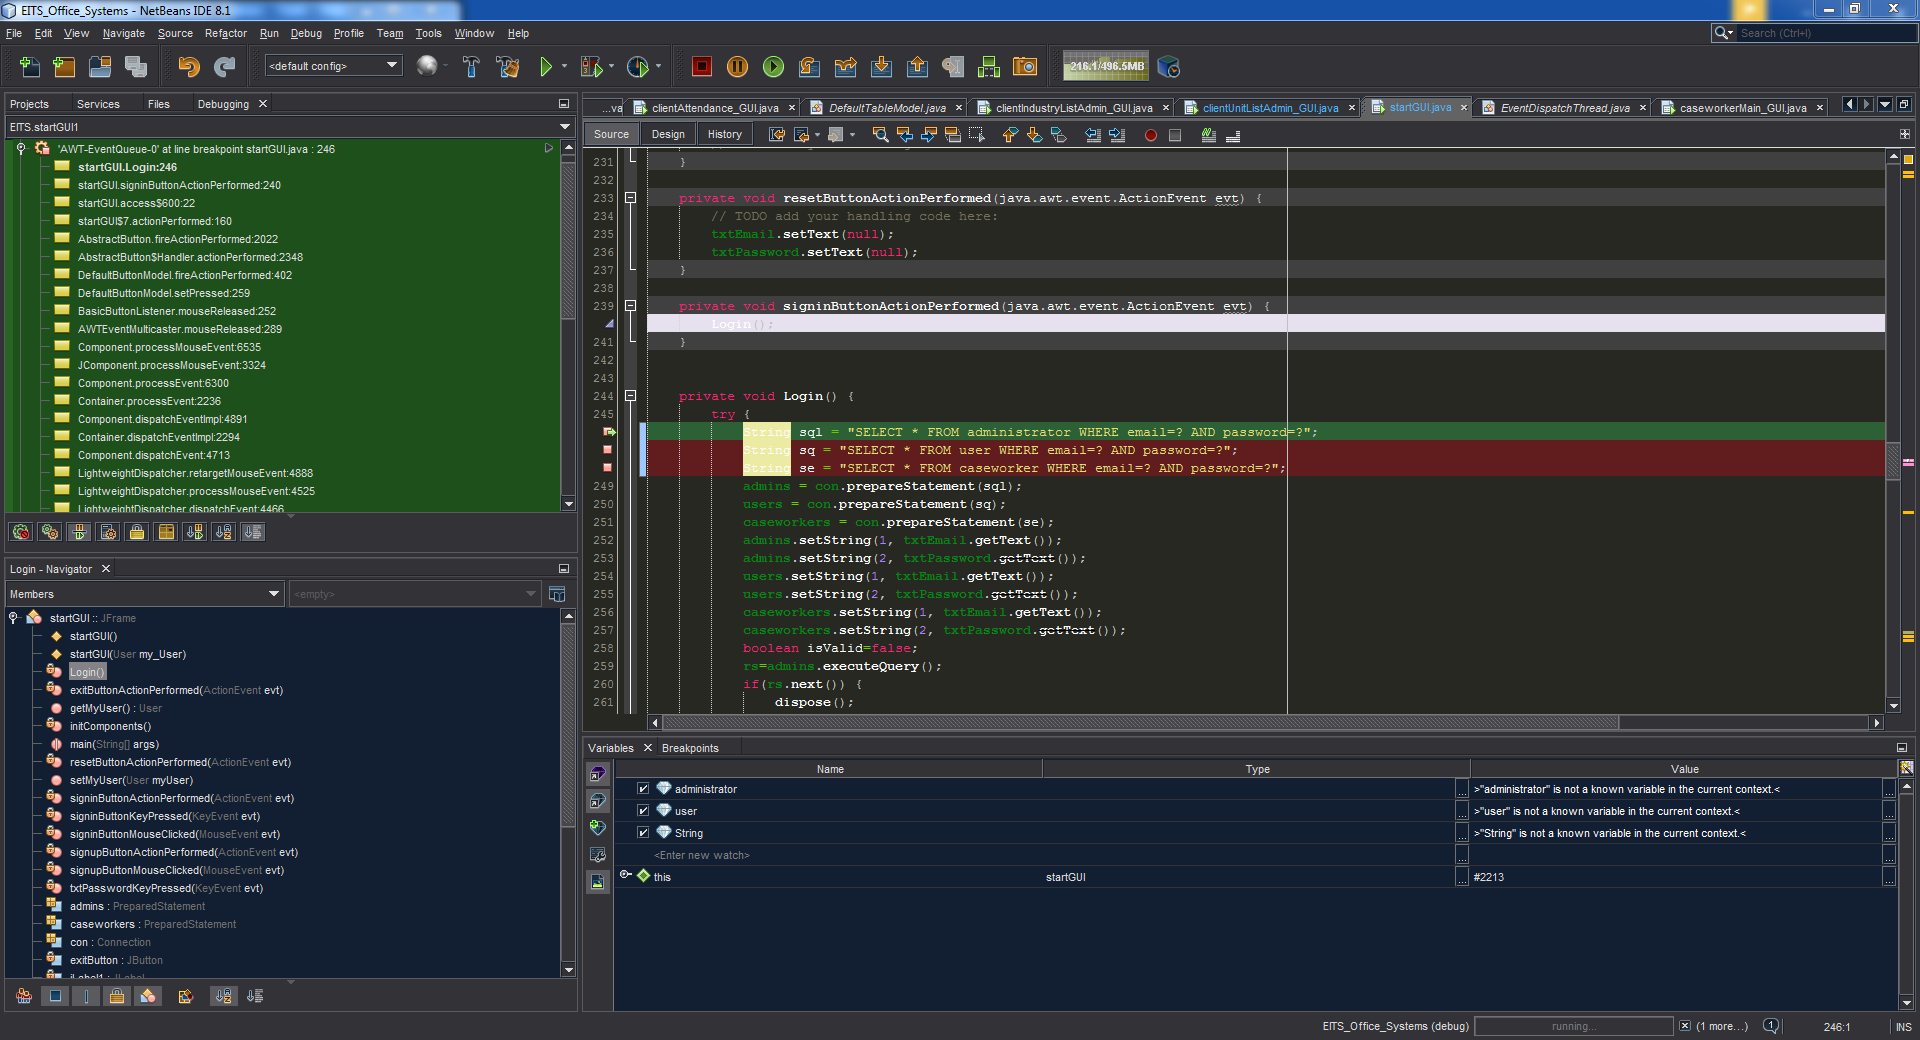 EITS_Office_Systems - NetBeans IDE 8.1
File Edit View Navigate Source Refactor Run Debug Profile Team Tools Window Help
Search (Ctrl+I)
<default config>
216.1/496.5MB
Projects Services Files Debugging
EITS.startGUI1
'AWT-EventQueue-0' at line breakpoint startGUI.java : 246
startGUI.Login:246
startGUI.signinButtonActionPerformed:240
startGUI.access$600:22
startGUI$7.actionPerformed:160
AbstractButton.fireActionPerformed:2022
AbstractButton$Handler.actionPerformed:2348
DefaultButtonModel.fireActionPerformed:402
DefaultButtonModel.setPressed:259
BasicButtonListener.mouseReleased:252
AWTEventMulticaster.mouseReleased:289
Component.processMouseEvent:6535
JComponent.processMouseEvent:3324
Component.processEvent:6300
Container.processEvent:2236
Component.dispatchEventImpl:4891
Container.dispatchEventImpl:2294
Component.dispatchEvent:4713
LightweightDispatcher.retargetMouseEvent:4888
LightweightDispatcher.processMouseEvent:4525
LightweightDispatcher.dispatchEvent:4466
Login - Navigator
Members
<empty>
startGUI :: JFrame
startGUI()
startGUI(User my_User)
Login()
exitButtonActionPerformed(ActionEvent evt)
getMyUser() : User
initComponents()
main(String[] args)
resetButtonActionPerformed(ActionEvent evt)
setMyUser(User myUser)
signinButtonActionPerformed(ActionEvent evt)
signinButtonKeyPressed(KeyEvent evt)
signinButtonMouseClicked(MouseEvent evt)
signupButtonActionPerformed(ActionEvent evt)
signupButtonMouseClicked(MouseEvent evt)
txtPasswordKeyPressed(KeyEvent evt)
admins : PreparedStatement
caseworkers : PreparedStatement
con : Connection
exitButton : JButton
jLabel1 : JLabel
...va clientAttendance_GUI.java DefaultTableModel.java clientIndustryListAdmin_GUI.java clientUnitListAdmin_GUI.java startGUI.java EventDispatchThread.java caseworkerMain_GUI.java
Source Design History
231 }
232
233 private void resetButtonActionPerformed(java.awt.event.ActionEvent evt) {
234 // TODO add your handling code here:
235 txtEmail.setText(null);
236 txtPassword.setText(null);
237 }
238
239 private void signinButtonActionPerformed(java.awt.event.ActionEvent evt) {
Login();
241 }
242
243
244 private void Login() {
245 try {
String sql = "SELECT * FROM administrator WHERE email=? AND password=?";
String sq = "SELECT * FROM user WHERE email=? AND password=?";
String se = "SELECT * FROM caseworker WHERE email=? AND password=?";
249 admins = con.prepareStatement(sql);
250 users = con.prepareStatement(sq);
251 caseworkers = con.prepareStatement(se);
252 admins.setString(1, txtEmail.getText());
253 admins.setString(2, txtPassword.getText());
254 users.setString(1, txtEmail.getText());
255 users.setString(2, txtPassword.getText());
256 caseworkers.setString(1, txtEmail.getText());
257 caseworkers.setString(2, txtPassword.getText());
258 boolean isValid=false;
259 rs=admins.executeQuery();
260 if(rs.next()) {
261 dispose();
Variables Breakpoints
Name Type Value
administrator ... >"administrator" is not a known variable in the current context.< ...
user ... >"user" is not a known variable in the current context.< ...
String ... >"String" is not a known variable in the current context.< ...
<Enter new watch> ... ...
this startGUI ... #2213 ...
EITS_Office_Systems (debug) running... (1 more...) 1 246:1 INS